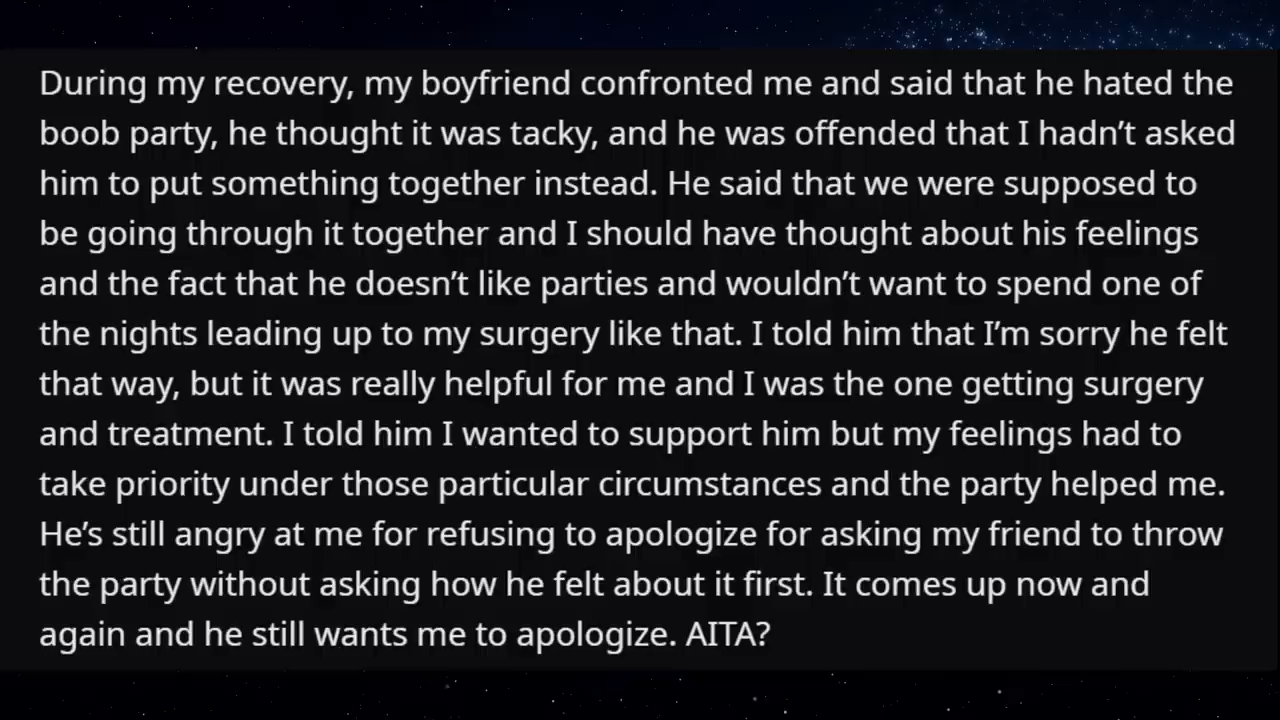 During my recovery, my boyfriend confronted me and said that he hated the
boob party, he thought it was tacky, and he was offended that I hadn’t asked
him to put something together instead. He said that we were supposed to
be going through it together and I should have thought about his feelings
and the fact that he doesn’t like parties and wouldn’t want to spend one of
the nights leading up to my surgery like that. I told him that I’m sorry he felt
that way, but it was really helpful for me and I was the one getting surgery
and treatment. I told him I wanted to support him but my feelings had to
take priority under those particular circumstances and the party helped me.
He’s still angry at me for refusing to apologize for asking my friend to throw
the party without asking how he felt about it first. It comes up now and
again and he still wants me to apologize. AITA?